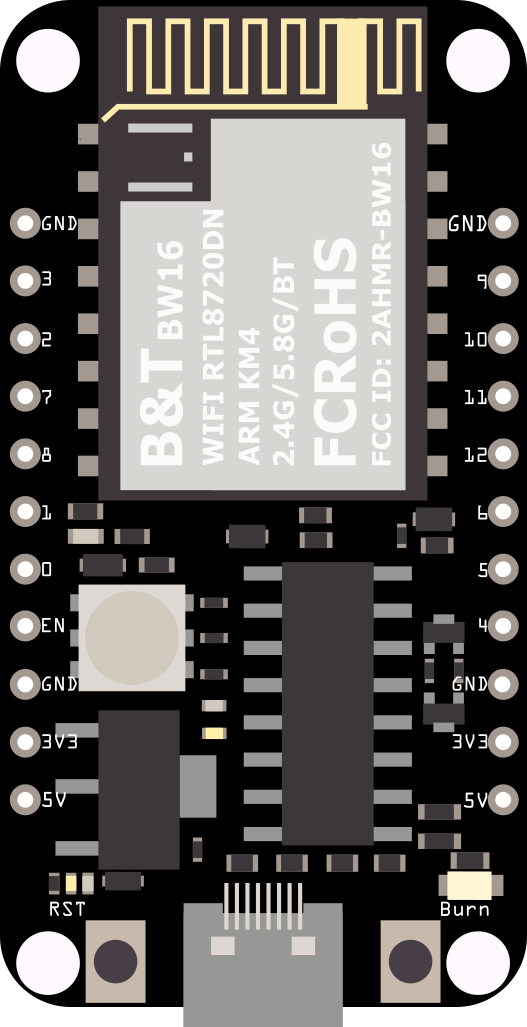 B&T BW16
WIFI RTL8720DN
ARM KM4
2.4G/5.8G/BT
FCRoHS
FCC ID: 2AHMR-BW16
GND
3
2
7
8
1
0
EN
GND
3V3
5V
GND
9
10
11
12
6
5
4
GND
3V3
5V
RST
Burn